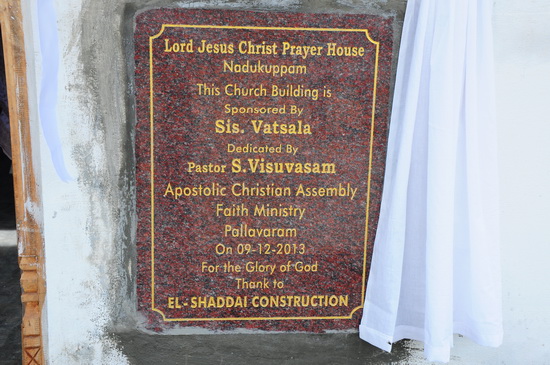 Lord Jesus Christ Prayer House
Nadukuppam
This Church Building is
Sponsored By
Sis. Vatsala
Dedicated By
Pastor S.Visuvasam
Apostolic Christian Assembly
Faith Ministry
Pallavaram
On 09-12-2013
For the Glory of God
Thank to
EL-SHADDAI CONSTRUCTION